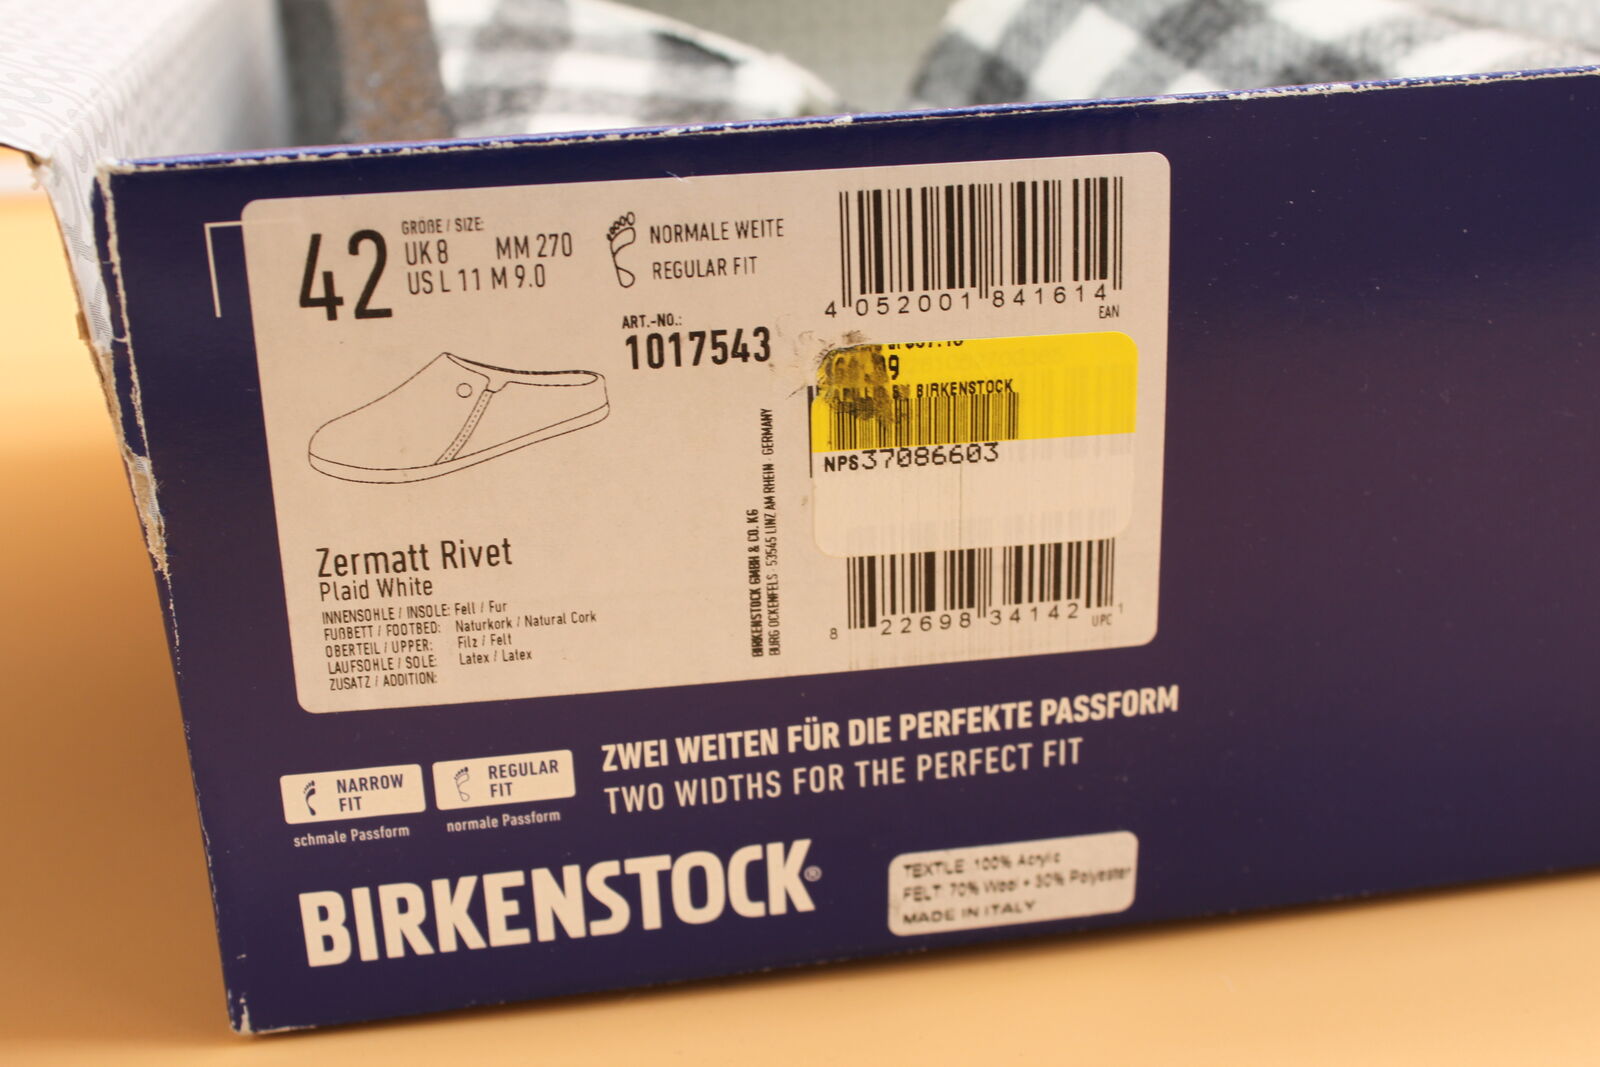 42
GRÖßE / SIZE:
UK 8 MM 270
US L 11 M 9.0
NORMALE WEITE
REGULAR FIT
ART.-NO.:
1017543
4 052001 841614
EAN
BIRKENSTOCK
NPS37086603
8 22698 34142 1
UPC
BIRKENSTOCK GMBH & CO. KG
BURG OCKENFELS · 53545 LINZ AM RHEIN · GERMANY
Zermatt Rivet
Plaid White
INNENSOHLE / INSOLE: Fell / Fur
FUßBETT / FOOTBED: Naturkork / Natural Cork
OBERTEIL / UPPER: Filz / Felt
LAUFSOHLE / SOLE: Latex / Latex
ZUSATZ / ADDITION:
NARROW
FIT
schmale Passform
REGULAR
FIT
normale Passform
ZWEI WEITEN FÜR DIE PERFEKTE PASSFORM
TWO WIDTHS FOR THE PERFECT FIT
BIRKENSTOCK®
TEXTILE: 100% Acrylic
FELT: 70% Wool + 30% Polyester
MADE IN ITALY